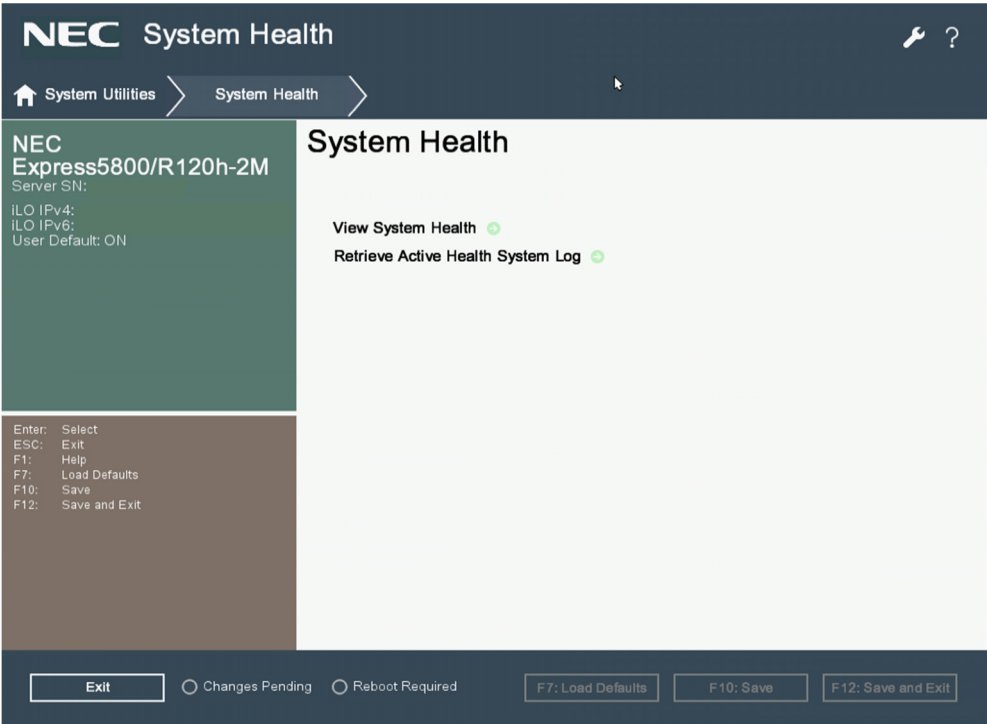 NEC System Health
?
System Utilities
System Health
NEC
Express5800/R120h-2M
Server SN:
iLO IPv4:
iLO IPv6:
User Default: ON
System Health
View System Health
Retrieve Active Health System Log
Enter: Select
ESC: Exit
F1: Help
F7: Load Defaults
F10: Save
F12: Save and Exit
Exit
Changes Pending
Reboot Required
F7: Load Defaults
F10: Save
F12: Save and Exit